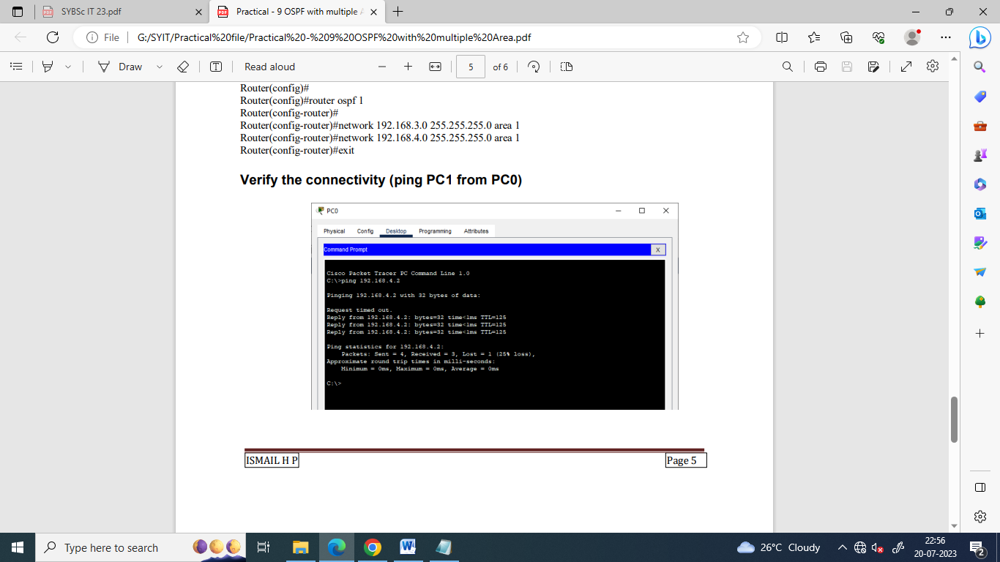 SYBSc IT 23.pdf
Practical - 9 OSPF with multiple A
File
G:/SYIT/Practical%20file/Practical%20-%209%20OSPF%20with%20multiple%20Area.pdf
Draw
Read aloud
5 of 6
Router(config)#
Router(config)#router ospf 1
Router(config-router)#
Router(config-router)#network 192.168.3.0 255.255.255.0 area 1
Router(config-router)#network 192.168.4.0 255.255.255.0 area 1
Router(config-router)#exit
Verify the connectivity (ping PC1 from PC0)
PC0
Physical Config Desktop Programming Attributes
Command Prompt
X
Cisco Packet Tracer PC Command Line 1.0
C:\>ping 192.168.4.2
Pinging 192.168.4.2 with 32 bytes of data:
Request timed out.
Reply from 192.168.4.2: bytes=32 time<1ms TTL=125
Reply from 192.168.4.2: bytes=32 time<1ms TTL=125
Reply from 192.168.4.2: bytes=32 time<1ms TTL=125
Ping statistics for 192.168.4.2:
Packets: Sent = 4, Received = 3, Lost = 1 (25% loss),
Approximate round trip times in milli-seconds:
Minimum = 0ms, Maximum = 0ms, Average = 0ms
C:\>
ISMAIL H P
Page 5
Type here to search
26°C Cloudy
22:56
20-07-2023
2